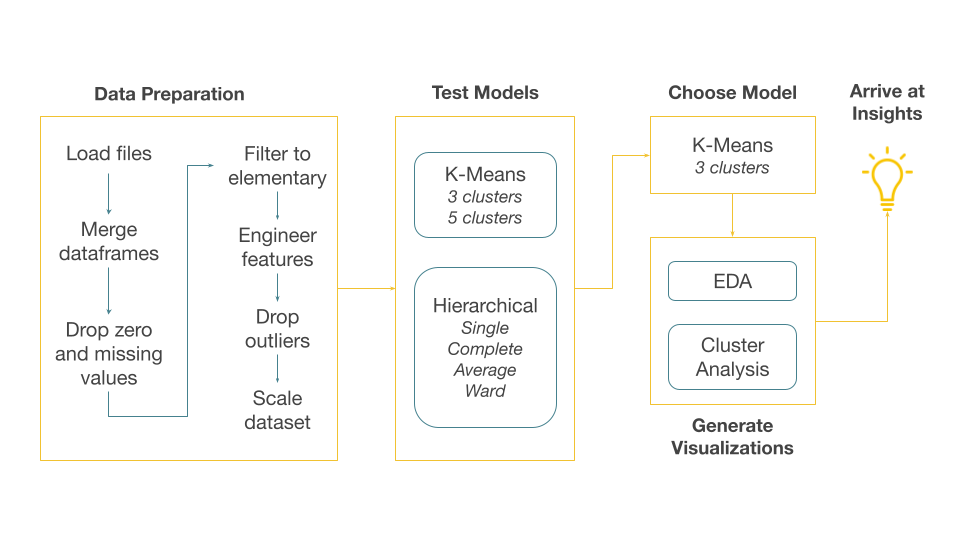 Data Preparation
Load files
Merge
dataframes
Drop zero
and missing
values
Filter to
elementary
Engineer
features
Drop
outliers
Scale
dataset
Test Models
K-Means
3 clusters
5 clusters
Hierarchical
Single
Complete
Average
Ward
Choose Model
K-Means
3 clusters
EDA
Cluster
Analysis
Generate
Visualizations
Arrive at
Insights